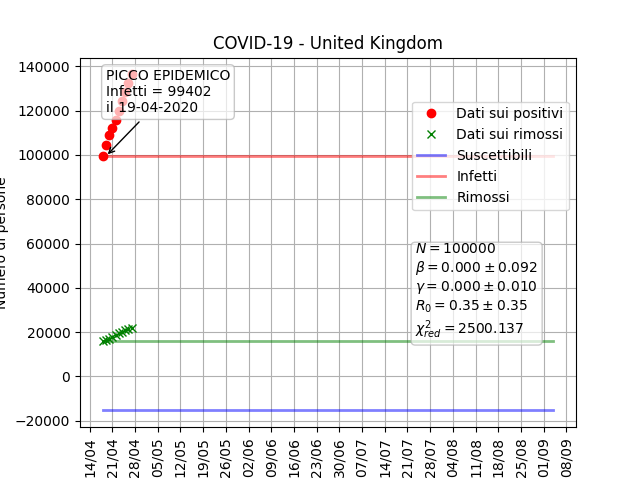 COVID-19 - United Kingdom
PICCO EPIDEMICO
Infetti = 99402
il 19-04-2020
Dati sui positivi
Dati sui rimossi
Suscettibili
Infetti
Rimossi
N = 100000
β = 0.000 ± 0.092
γ = 0.000 ± 0.010
R₀ = 0.35 ± 0.35
χ²red = 2500.137
Numero di persone
140000
120000
100000
80000
60000
40000
20000
0
−20000
14/04 21/04 28/04 05/05 12/05 19/05 26/05 02/06 09/06 16/06 23/06 30/06 07/07 14/07 21/07 28/07 04/08 11/08 18/08 25/08 01/09 08/09